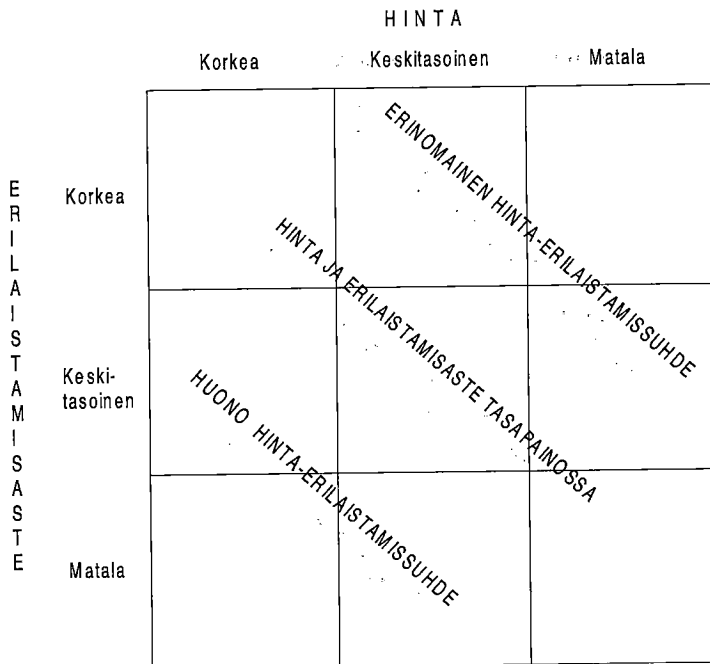 HINTA
Korkea Keskitasoinen Matala
ERILAISTAMISASTE
Korkea
Keski-
tasoinen
Matala
ERINOMAINEN HINTA-ERILAISTAMISSUHDE
HINTA JA ERILAISTAMISASTE TASAPAINOSSA
HUONO HINTA-ERILAISTAMISSUHDE